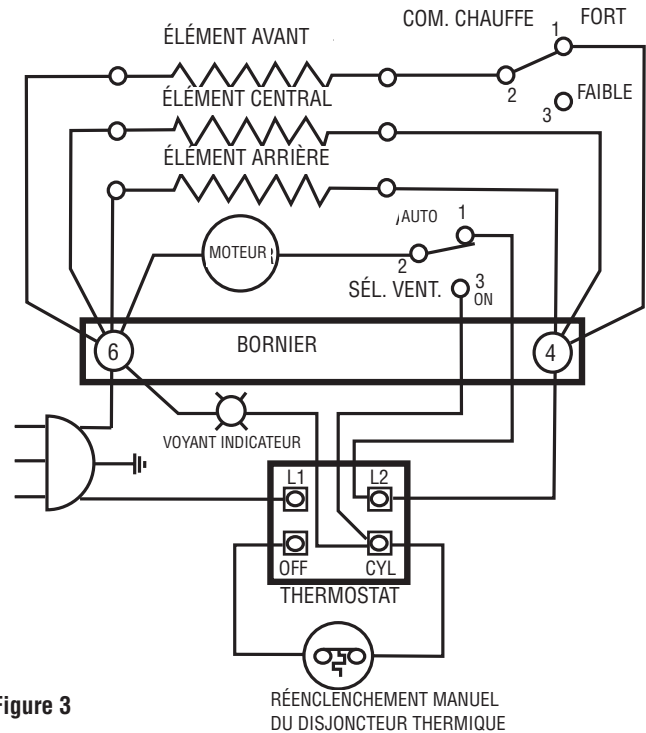 COM. CHAUFFE
1 FORT
ÉLÉMENT AVANT
2
3 FAIBLE
ÉLÉMENT CENTRAL
ÉLÉMENT ARRIÈRE
AUTO 1
MOTEUR
2
SÉL. VENT. 3
ON
6 BORNIER 4
VOYANT INDICATEUR
L1 L2
OFF CYL
THERMOSTAT
Figure 3
RÉENCLENCHEMENT MANUEL
DU DISJONCTEUR THERMIQUE